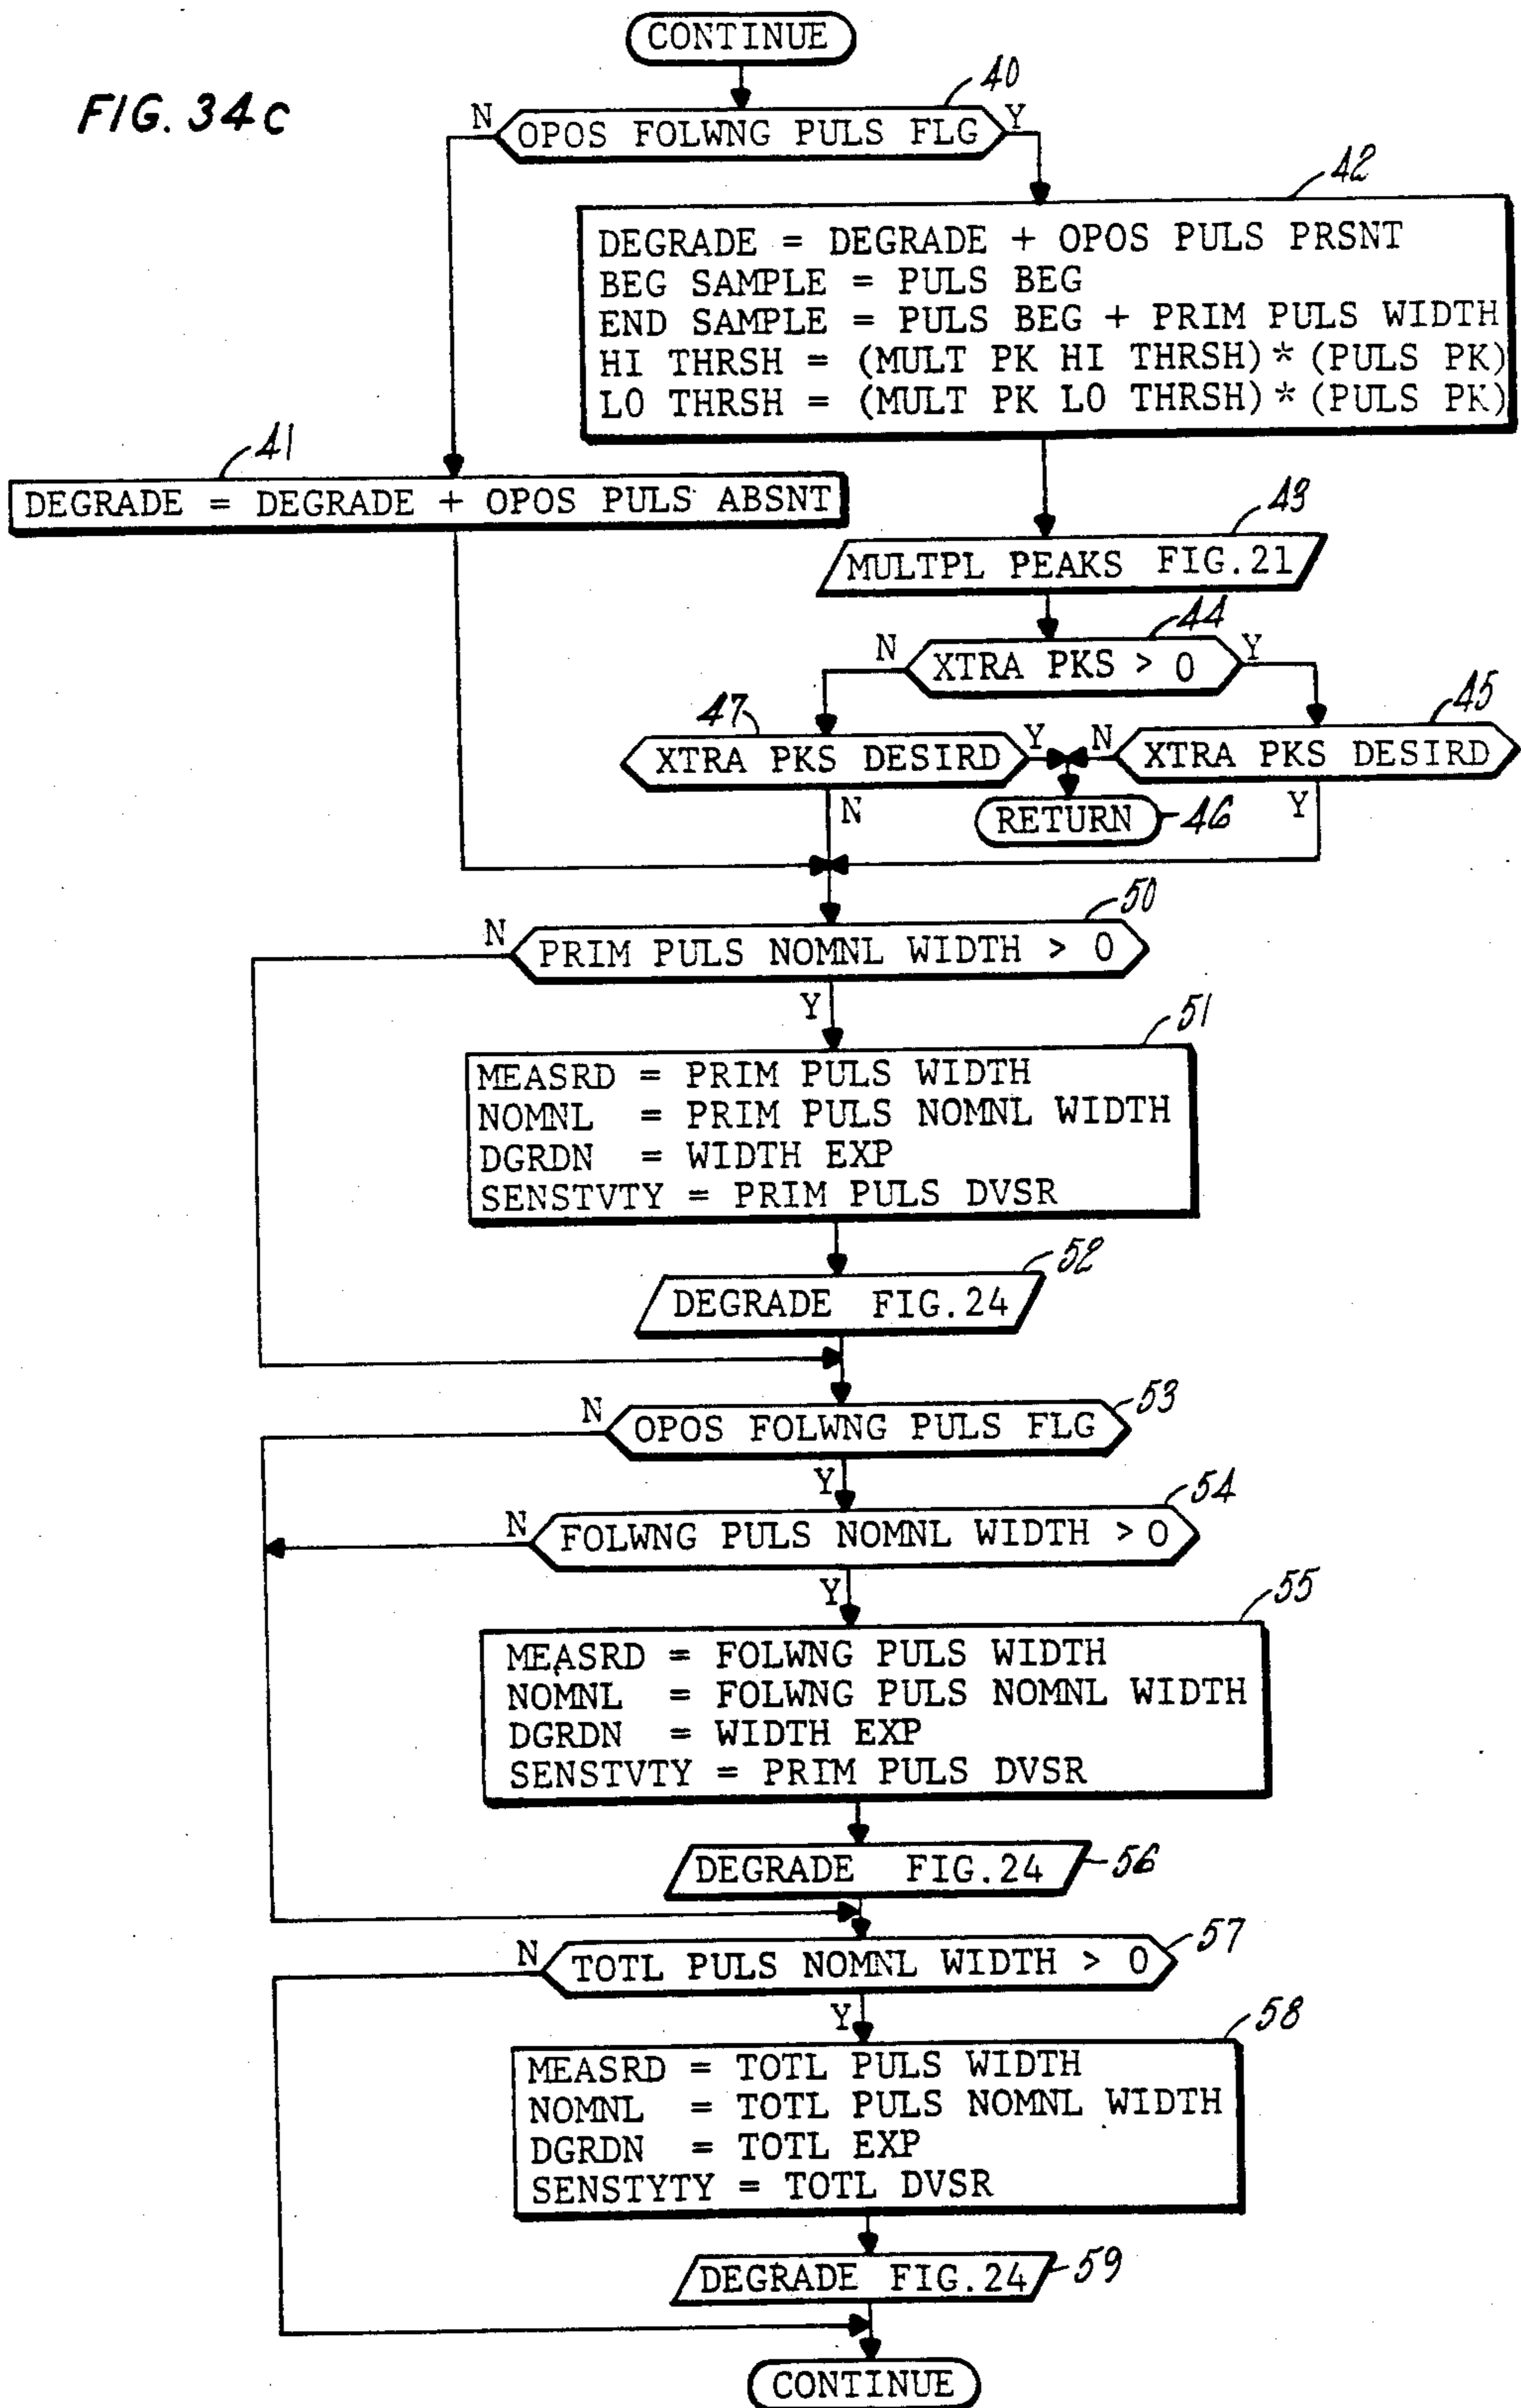 CONTINUE
FIG. 34c
40
N
OPOS FOLWNG PULS FLG
Y
42
DEGRADE = DEGRADE + OPOS PULS PRSNT
BEG SAMPLE = PULS BEG
END SAMPLE = PULS BEG + PRIM PULS WIDTH
HI THRSH = (MULT PK HI THRSH)*(PULS PK)
LO THRSH = (MULT PK LO THRSH)*(PULS PK)
41
DEGRADE = DEGRADE + OPOS PULS ABSNT
43
MULTPL PEAKS FIG.21
44
N
XTRA PKS > 0
Y
47
XTRA PKS DESIRD
Y
N
45
XTRA PKS DESIRD
N
RETURN
46
Y
50
N
PRIM PULS NOMNL WIDTH > 0
Y
51
MEASRD = PRIM PULS WIDTH
NOMNL = PRIM PULS NOMNL WIDTH
DGRDN = WIDTH EXP
SENSTVTY = PRIM PULS DVSR
52
DEGRADE FIG.24
53
N
OPOS FOLWNG PULS FLG
Y
54
N
FOLWNG PULS NOMNL WIDTH > 0
Y
55
MEASRD = FOLWNG PULS WIDTH
NOMNL = FOLWNG PULS NOMNL WIDTH
DGRDN = WIDTH EXP
SENSTVTY = PRIM PULS DVSR
DEGRADE FIG.24
56
N
TOTL PULS NOMNL WIDTH > 0
57
Y
58
MEASRD = TOTL PULS WIDTH
NOMNL = TOTL PULS NOMNL WIDTH
DGRDN = TOTL EXP
SENSTYTY = TOTL DVSR
DEGRADE FIG.24
59
CONTINUE